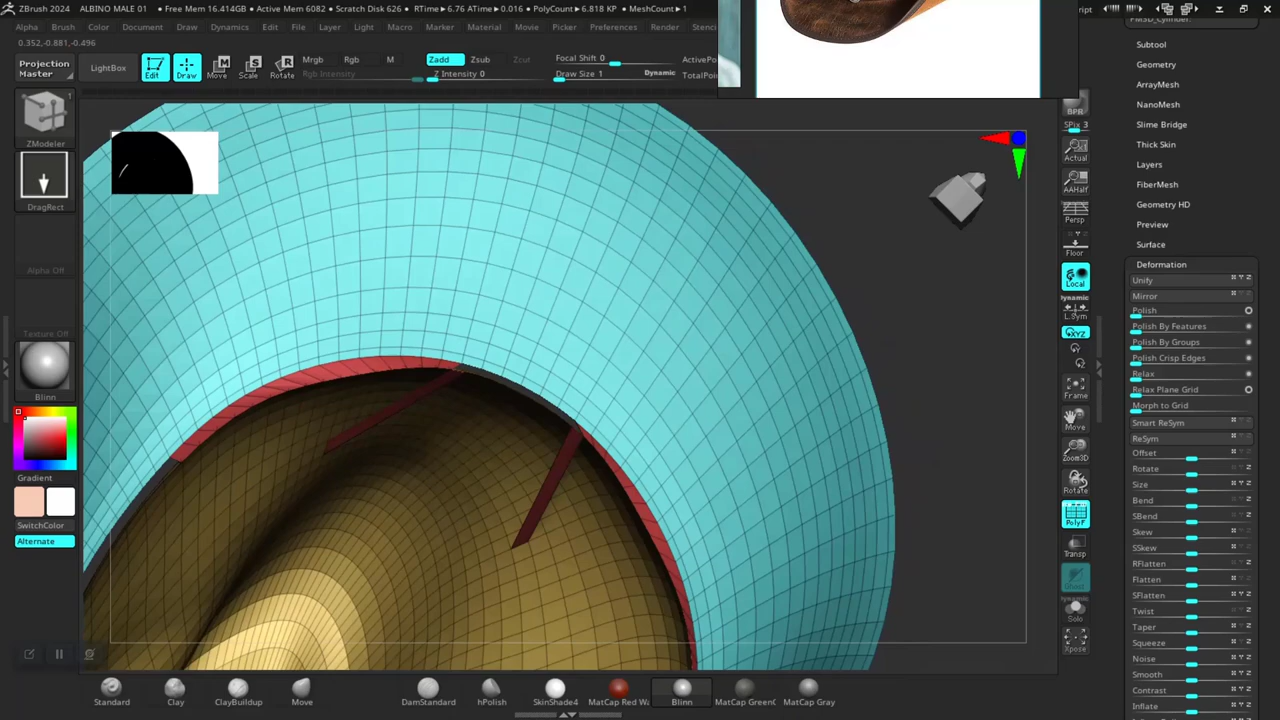 ZBrush 2024 ALBINO MALE 01 • Free Mem 16.414GB • Active Mem 6082 • Scratch Disk 626 • RTime▸6.76 ATime▸0.016 • PolyCount▸6.818 KP • MeshCount▸1
ript
Alpha Brush Color Document Draw Dynamics Edit File Layer Light Macro Marker Material Movie Picker Preferences Render Stencil
0.352,-0.881,-0.496
Projection
Master
LightBox
Edit
Draw
Move
Scale
Rotate
Mrgb Rgb M
Rgb Intensity
Zadd Zsub Zcut
Z Intensity 0
Focal Shift 0
Draw Size 1
Dynamic
ActivePo
TotalPoi
1
ZModeler
DragRect
Alpha Off
Texture Off
Blinn
Gradient
SwitchColor
Alternate
BPR
SPix 3
Actual
AAHalf
Persp
Floor
Local
Dynamic
L.Sym
XYZ
Frame
Move
Zoom3D
Rotate
PolyF
Transp
Ghost
Dynamic
Solo
Xpose
Subtool
Geometry
ArrayMesh
NanoMesh
Slime Bridge
Thick Skin
Layers
FiberMesh
Geometry HD
Preview
Surface
Deformation
Unify
Mirror
Polish
Polish By Features
Polish By Groups
Polish Crisp Edges
Relax
Relax Plane Grid
Morph to Grid
Smart ReSym
ReSym
Offset
Rotate
Size
Bend
SBend
Skew
SSkew
RFlatten
Flatten
SFlatten
Twist
Taper
Squeeze
Noise
Smooth
Contrast
Inflate
Standard Clay ClayBuildup Move DamStandard hPolish SkinShade4 MatCap Red Wa Blinn MatCap GreenC MatCap Gray